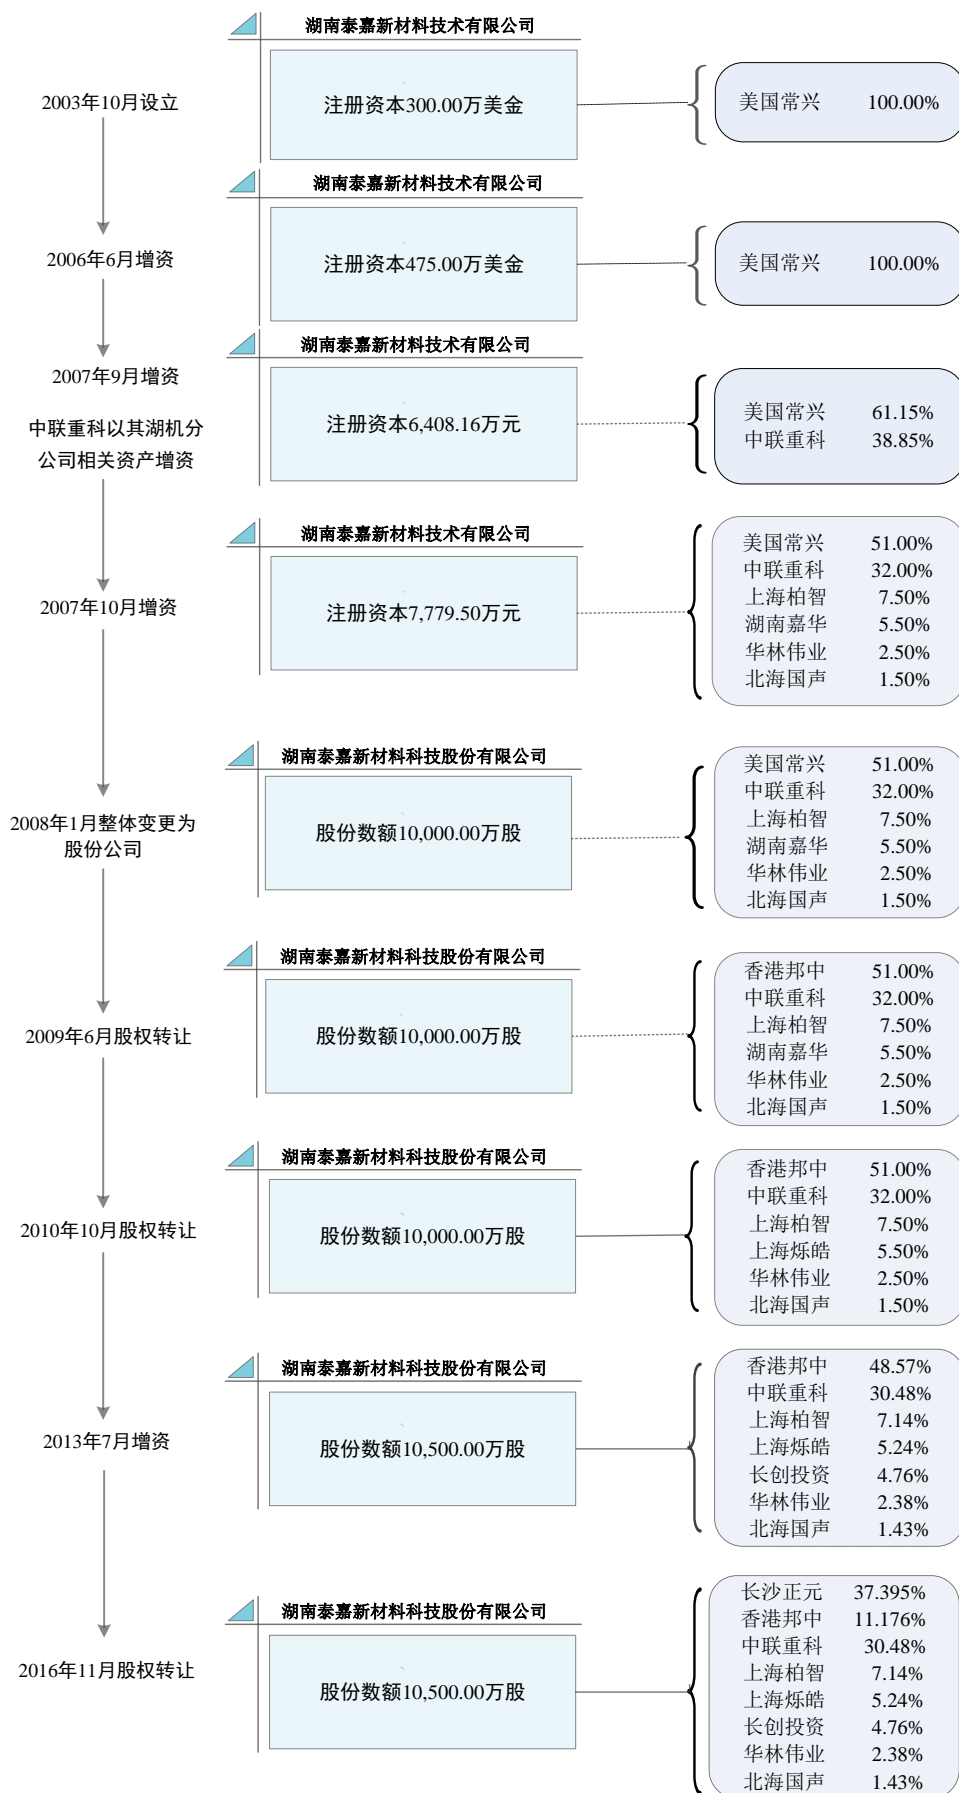 湖南泰嘉新材料技术有限公司
2003年10月设立
注册资本300.00万美金
美国常兴 100.00%
湖南泰嘉新材料技术有限公司
2006年6月增资
注册资本475.00万美金
美国常兴 100.00%
湖南泰嘉新材料技术有限公司
2007年9月增资
中联重科以其湖机分
公司相关资产增资
注册资本6,408.16万元
美国常兴 61.15%
中联重科 38.85%
湖南泰嘉新材料技术有限公司
2007年10月增资
注册资本7,779.50万元
美国常兴 51.00%
中联重科 32.00%
上海柏智 7.50%
湖南嘉华 5.50%
华林伟业 2.50%
北海国声 1.50%
湖南泰嘉新材料科技股份有限公司
2008年1月整体变更为
股份公司
股份数额10,000.00万股
美国常兴 51.00%
中联重科 32.00%
上海柏智 7.50%
湖南嘉华 5.50%
华林伟业 2.50%
北海国声 1.50%
湖南泰嘉新材料科技股份有限公司
2009年6月股权转让
股份数额10,000.00万股
香港邦中 51.00%
中联重科 32.00%
上海柏智 7.50%
湖南嘉华 5.50%
华林伟业 2.50%
北海国声 1.50%
湖南泰嘉新材料科技股份有限公司
2010年10月股权转让
股份数额10,000.00万股
香港邦中 51.00%
中联重科 32.00%
上海柏智 7.50%
上海烁皓 5.50%
华林伟业 2.50%
北海国声 1.50%
湖南泰嘉新材料科技股份有限公司
2013年7月增资
股份数额10,500.00万股
香港邦中 48.57%
中联重科 30.48%
上海柏智 7.14%
上海烁皓 5.24%
长创投资 4.76%
华林伟业 2.38%
北海国声 1.43%
湖南泰嘉新材料科技股份有限公司
2016年11月股权转让
股份数额10,500.00万股
长沙正元 37.395%
香港邦中 11.176%
中联重科 30.48%
上海柏智 7.14%
上海烁皓 5.24%
长创投资 4.76%
华林伟业 2.38%
北海国声 1.43%